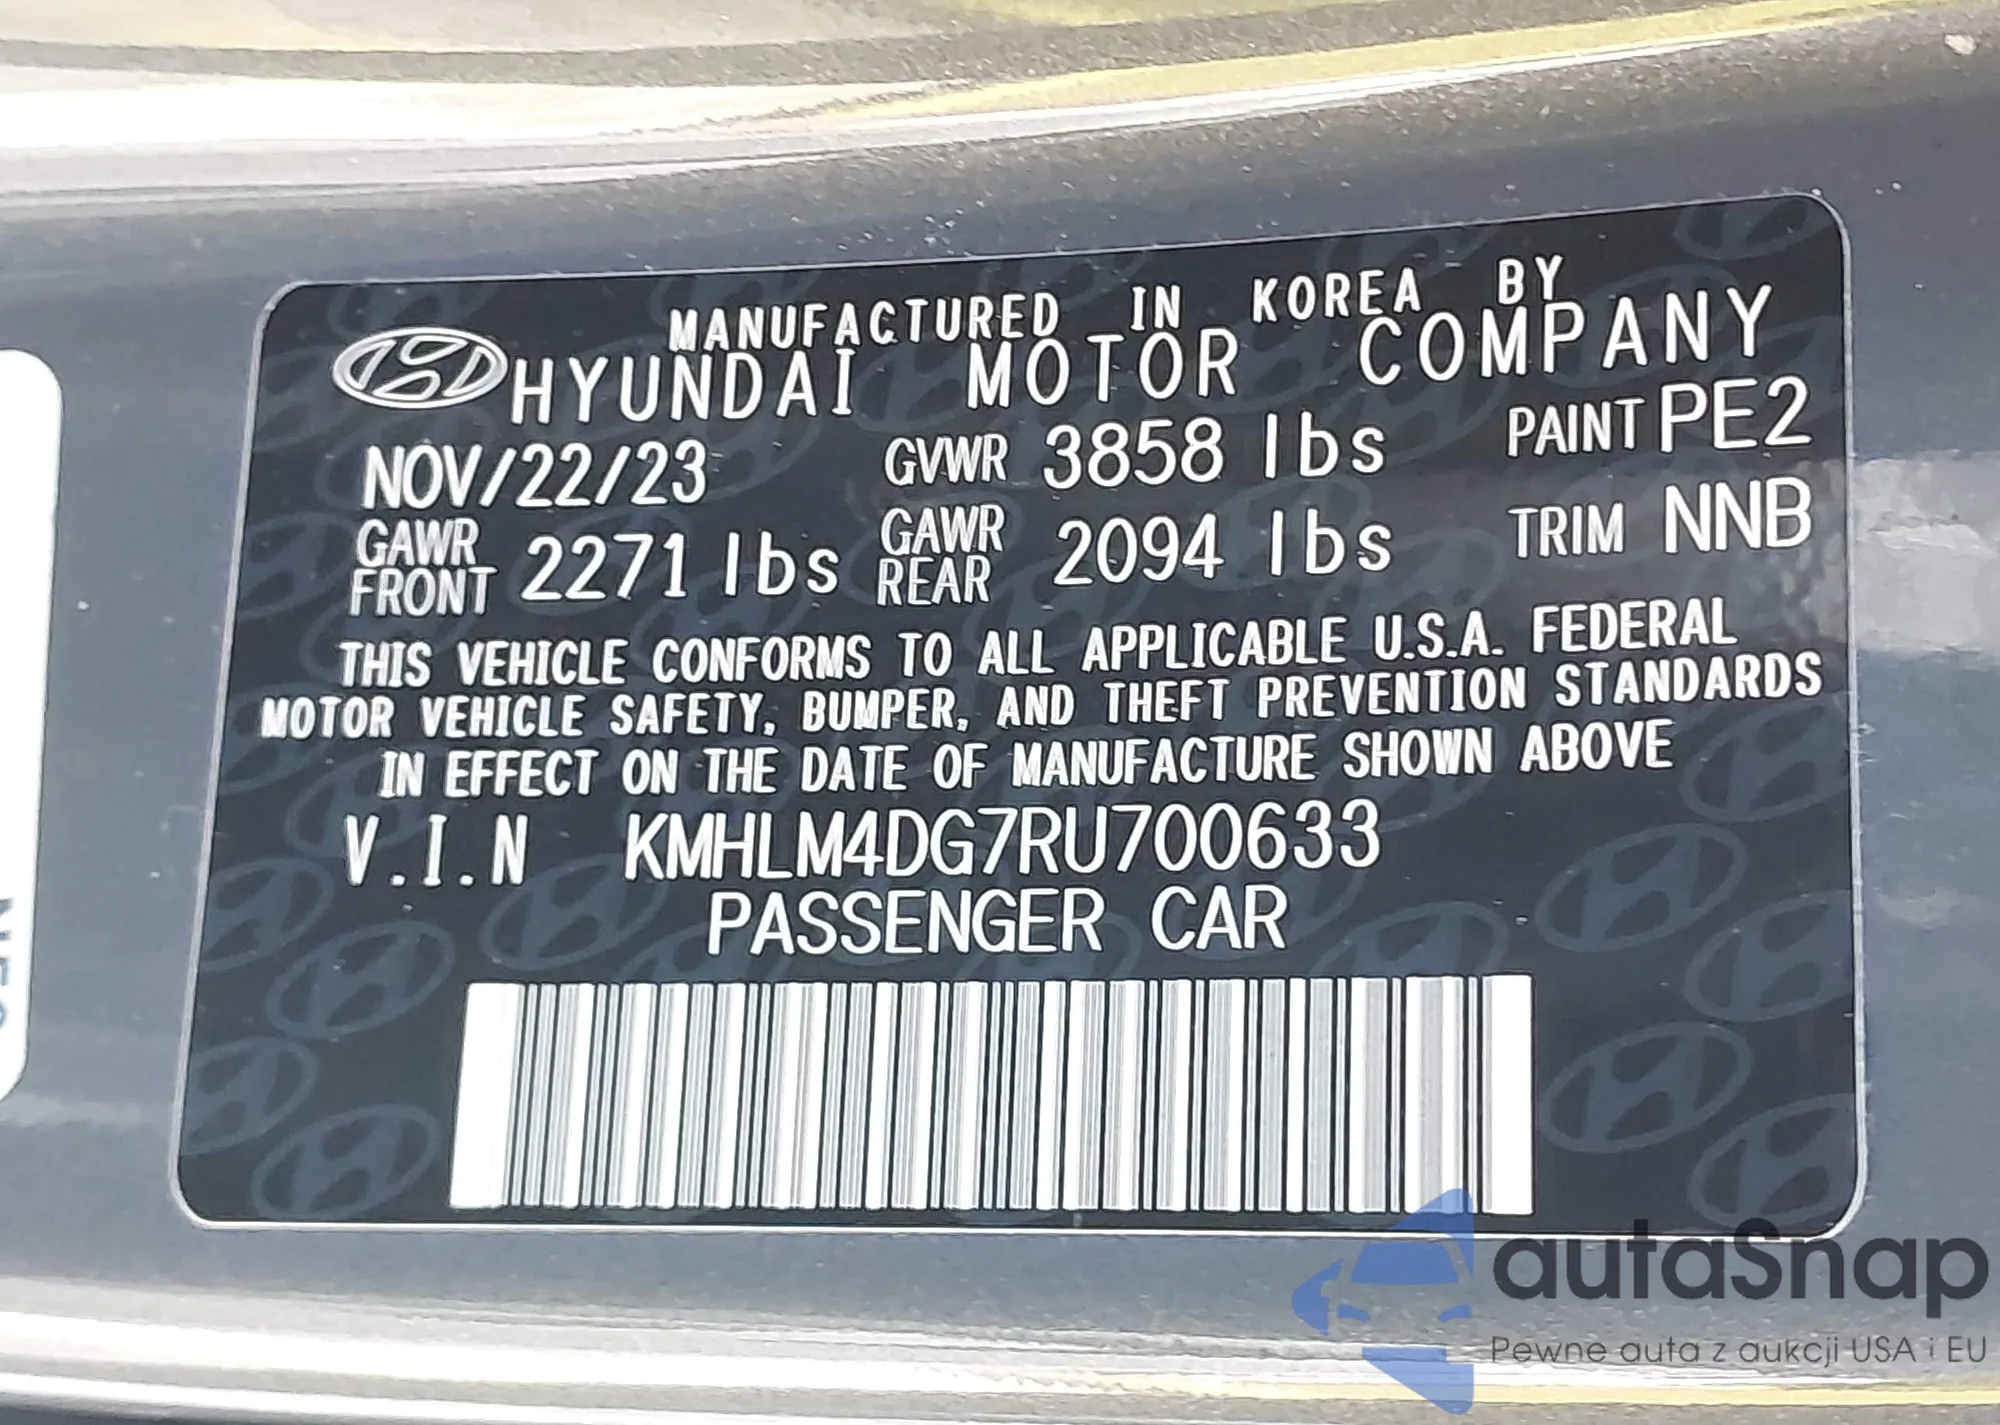 MANUFACTURED IN KOREA BY
HYUNDAI MOTOR COMPANY
NOV/22/23 GVWR 3858 lbs PAINT PE2
GAWR FRONT 2271 lbs GAWR REAR 2094 lbs TRIM NNB
THIS VEHICLE CONFORMS TO ALL APPLICABLE U.S.A. FEDERAL
MOTOR VEHICLE SAFETY, BUMPER, AND THEFT PREVENTION STANDARDS
IN EFFECT ON THE DATE OF MANUFACTURE SHOWN ABOVE
V.I.N KMHLM4DG7RU700633
PASSENGER CAR
autaSnap
Pewne auta z aukcji USA i EU